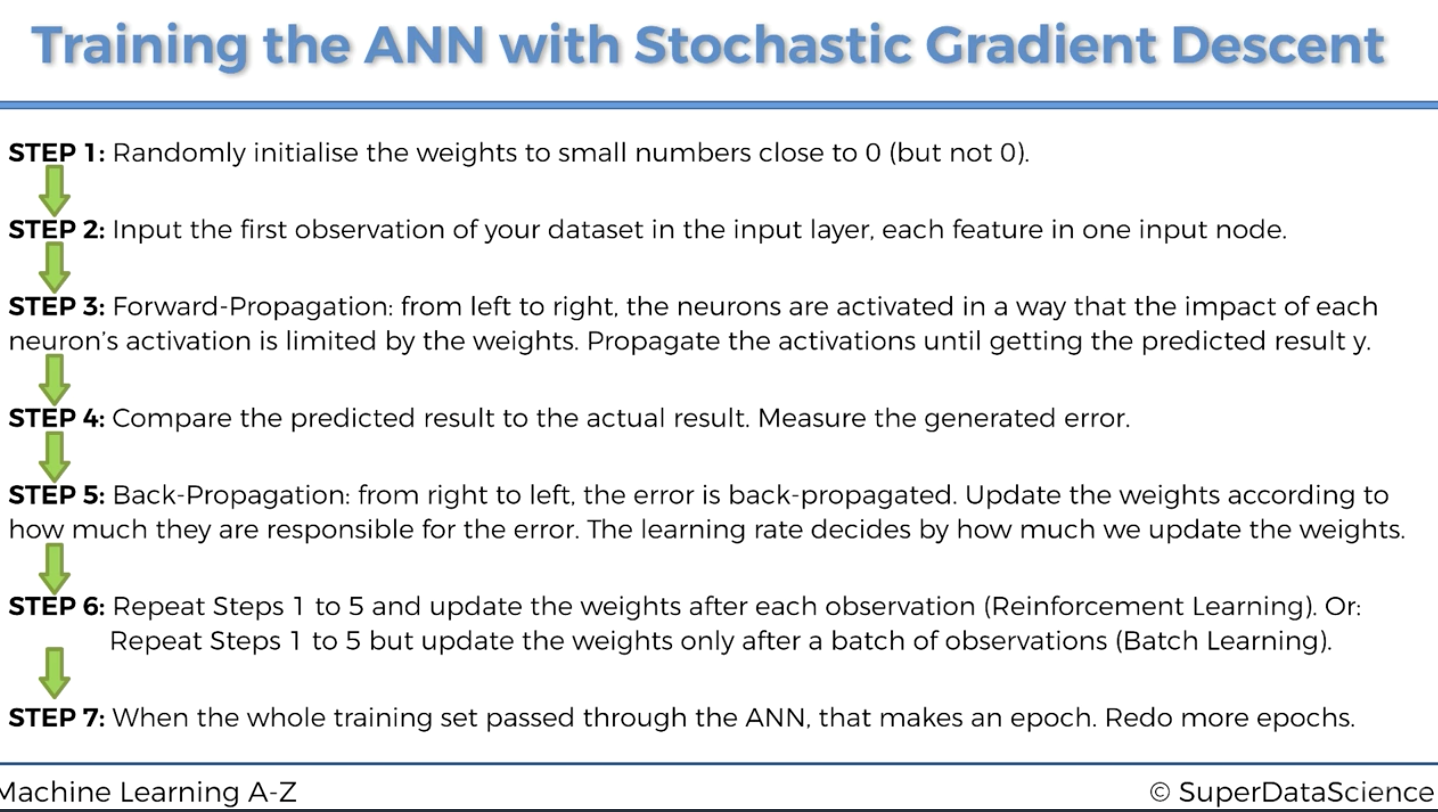 Training the ANN with Stochastic Gradient Descent
STEP 1: Randomly initialise the weights to small numbers close to 0 (but not 0).
STEP 2: Input the first observation of your dataset in the input layer, each feature in one input node.
STEP 3: Forward-Propagation: from left to right, the neurons are activated in a way that the impact of each
neuron's activation is limited by the weights. Propagate the activations until getting the predicted result y.
STEP 4: Compare the predicted result to the actual result. Measure the generated error.
STEP 5: Back-Propagation: from right to left, the error is back-propagated. Update the weights according to
how much they are responsible for the error. The learning rate decides by how much we update the weights.
STEP 6: Repeat Steps 1 to 5 and update the weights after each observation (Reinforcement Learning). Or:
Repeat Steps 1 to 5 but update the weights only after a batch of observations (Batch Learning).
STEP 7: When the whole training set passed through the ANN, that makes an epoch. Redo more epochs.
Machine Learning A-Z
© SuperDataScience